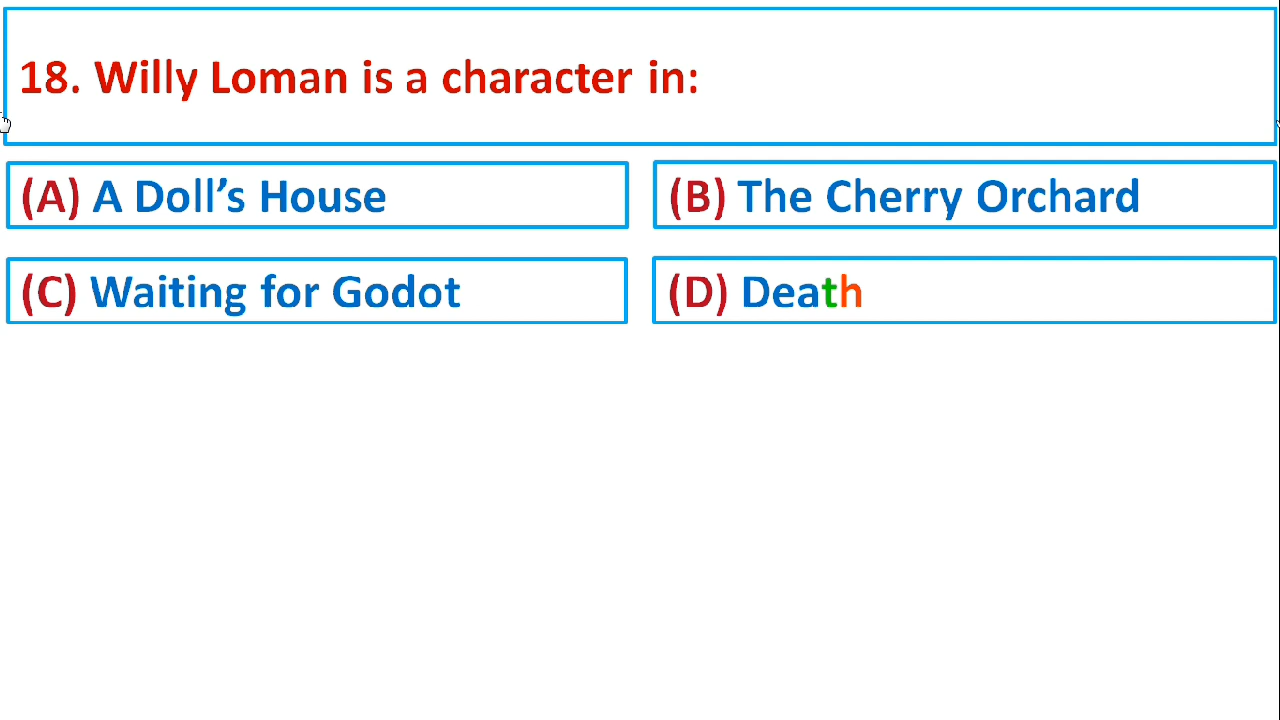 18. Willy Loman is a character in:
(A) A Doll’s House
(B) The Cherry Orchard
(C) Waiting for Godot
(D) Death